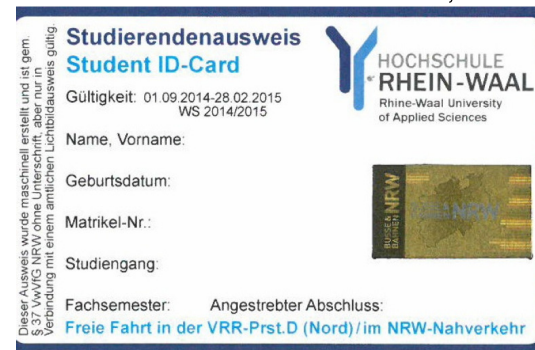 Dieser Ausweis wurde maschinell erstellt und ist gem.
§ 37 VwVfG NRW ohne Unterschrift, aber nur in
Verbindung mit einem amtlichen Lichtbildausweis gültig.
Studierendenausweis
Student ID-Card
Gültigkeit: 01.09.2014-28.02.2015
WS 2014/2015
Name, Vorname:
Geburtsdatum:
Matrikel-Nr.:
Studiengang:
Fachsemester: Angestrebter Abschluss:
Freie Fahrt in der VRR-Prst.D (Nord)/im NRW-Nahverkehr
HOCHSCHULE
RHEIN-WAAL
Rhine-Waal University
of Applied Sciences
BUSSE &
BAHNEN NRW